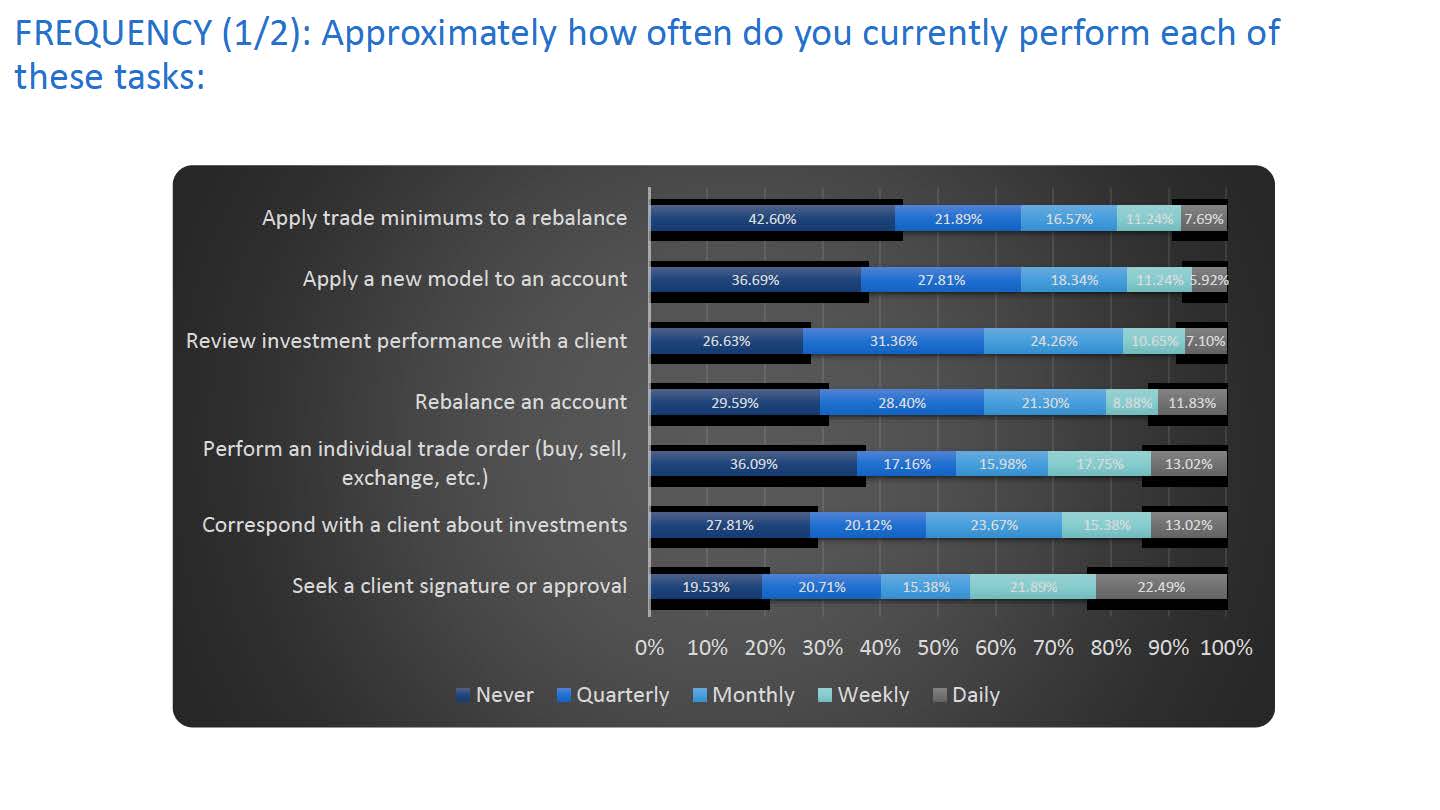 FREQUENCY (1/2): Approximately how often do you currently perform each of
these tasks:
Apply trade minimums to a rebalance
42.60% 21.89% 16.57% 11.24% 7.69%
Apply a new model to an account
36.69% 27.81% 18.34% 11.24% 5.92%
Review investment performance with a client
26.63% 31.36% 24.26% 10.65% 7.10%
Rebalance an account
29.59% 28.40% 21.30% 8.88% 11.83%
Perform an individual trade order (buy, sell,
exchange, etc.)
36.09% 17.16% 15.98% 17.75% 13.02%
Correspond with a client about investments
27.81% 20.12% 23.67% 15.38% 13.02%
Seek a client signature or approval
19.53% 20.71% 15.38% 21.89% 22.49%
0% 10% 20% 30% 40% 50% 60% 70% 80% 90% 100%
Never Quarterly Monthly Weekly Daily